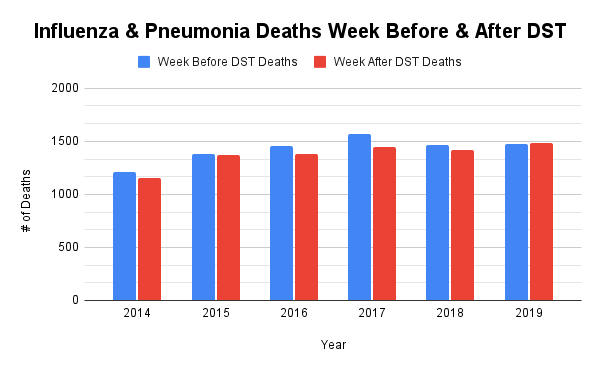 Influenza & Pneumonia Deaths Week Before & After DST
Week Before DST Deaths
Week After DST Deaths
2000
1500
1000
500
0
# of Deaths
2014
2015
2016
2017
2018
2019
Year